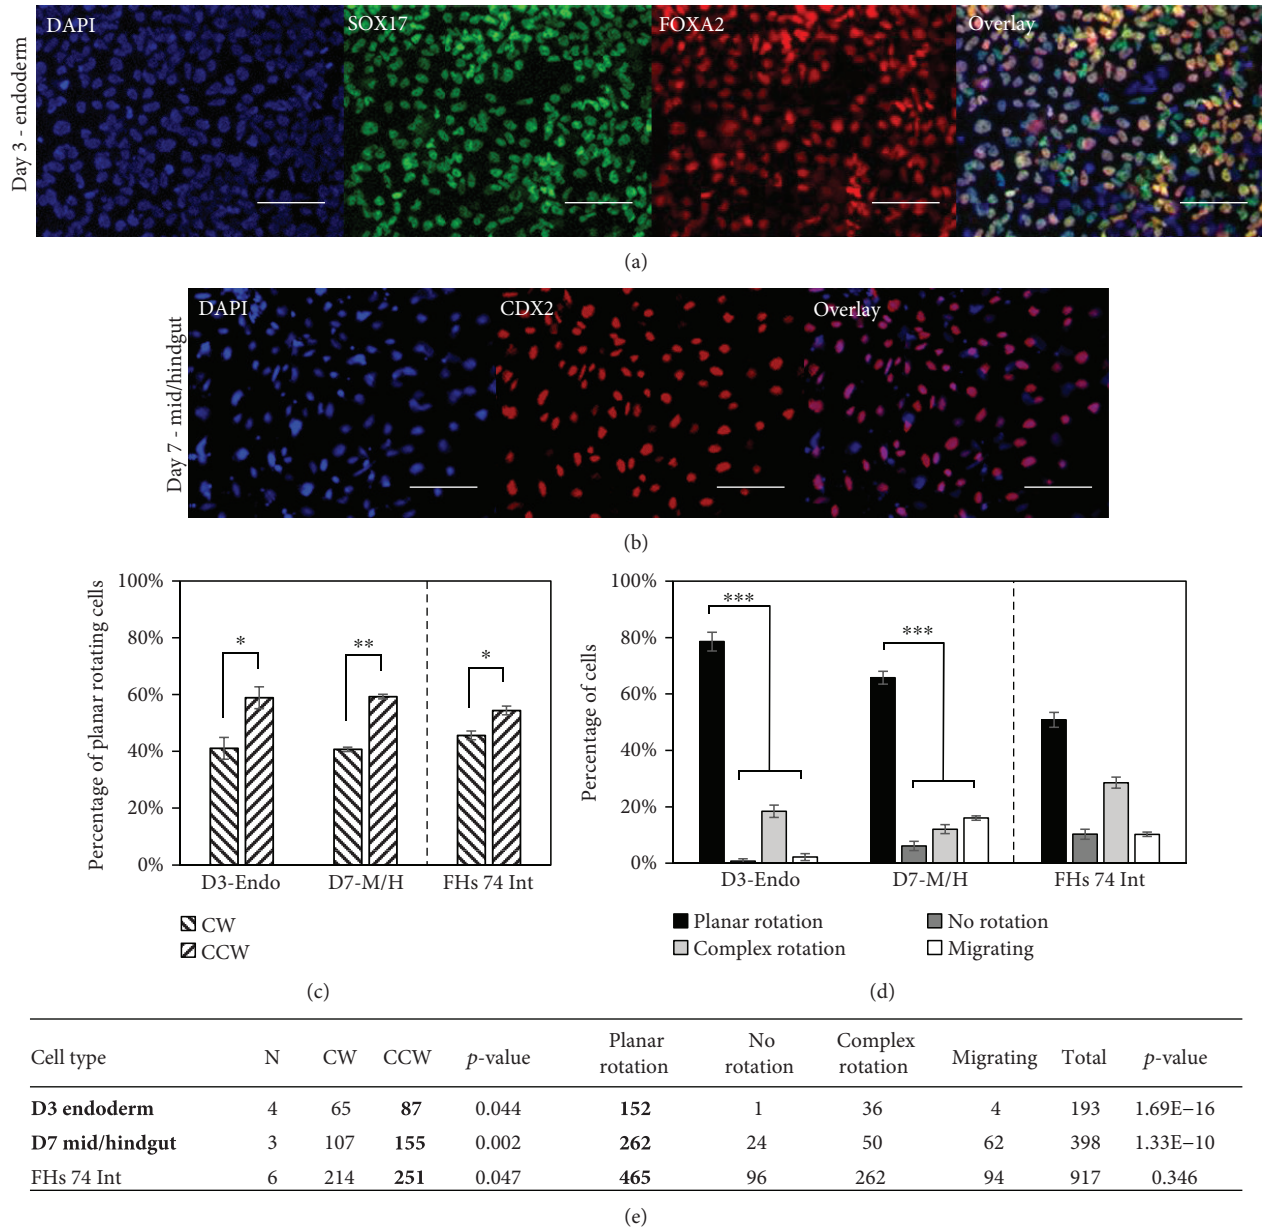 DAPI SOX17 FOXA2 Overlay
Day 3 - endoderm
(a)
DAPI CDX2 Overlay
Day 7 - mid/hindgut
(b)
Percentage of planar rotating cells
100%
80%
60%
40%
20%
0%
* ** *
D3-Endo D7-M/H FHs 74 Int
CW
CCW
(c)
Percentage of cells
100%
80%
60%
40%
20%
0%
*** ***
D3-Endo D7-M/H FHs 74 Int
Planar rotation No rotation
Complex rotation Migrating
(d)
Cell type N CW CCW p-value Planar rotation No rotation Complex rotation Migrating Total p-value
D3 endoderm 4 65 87 0.044 152 1 36 4 193 1.69E−16
D7 mid/hindgut 3 107 155 0.002 262 24 50 62 398 1.33E−10
FHs 74 Int 6 214 251 0.047 465 96 262 94 917 0.346
(e)